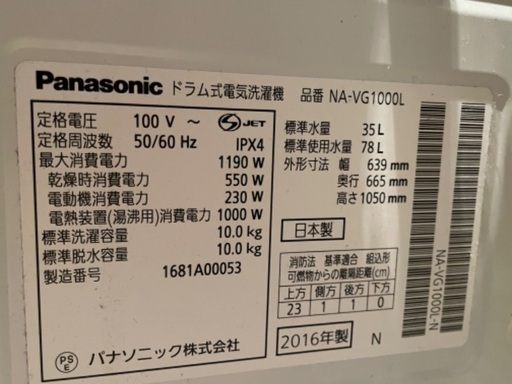 Panasonic ドラム式電気洗濯機 品番 NA-VG1000L
定格電圧 100 V ～ S-JET
定格周波数 50/60 Hz IPX4
最大消費電力 1190 W
乾燥時消費電力 550 W
電動機消費電力 230 W
電熱装置(湯沸用)消費電力 1000 W
標準洗濯容量 10.0 kg
標準脱水容量 10.0 kg
製造番号 1681A00053
PS
E
パナソニック株式会社
標準水量 35 L
標準使用水量 78 L
外形寸法 幅 639 mm
奥行 665 mm
高さ 1050 mm
日本製
消防法 基準適合 組込形
可燃物からの離隔距離(cm)
上方 側方 後方 下方
23 1 1 0
2016年製 N
NA-VG1000L-N